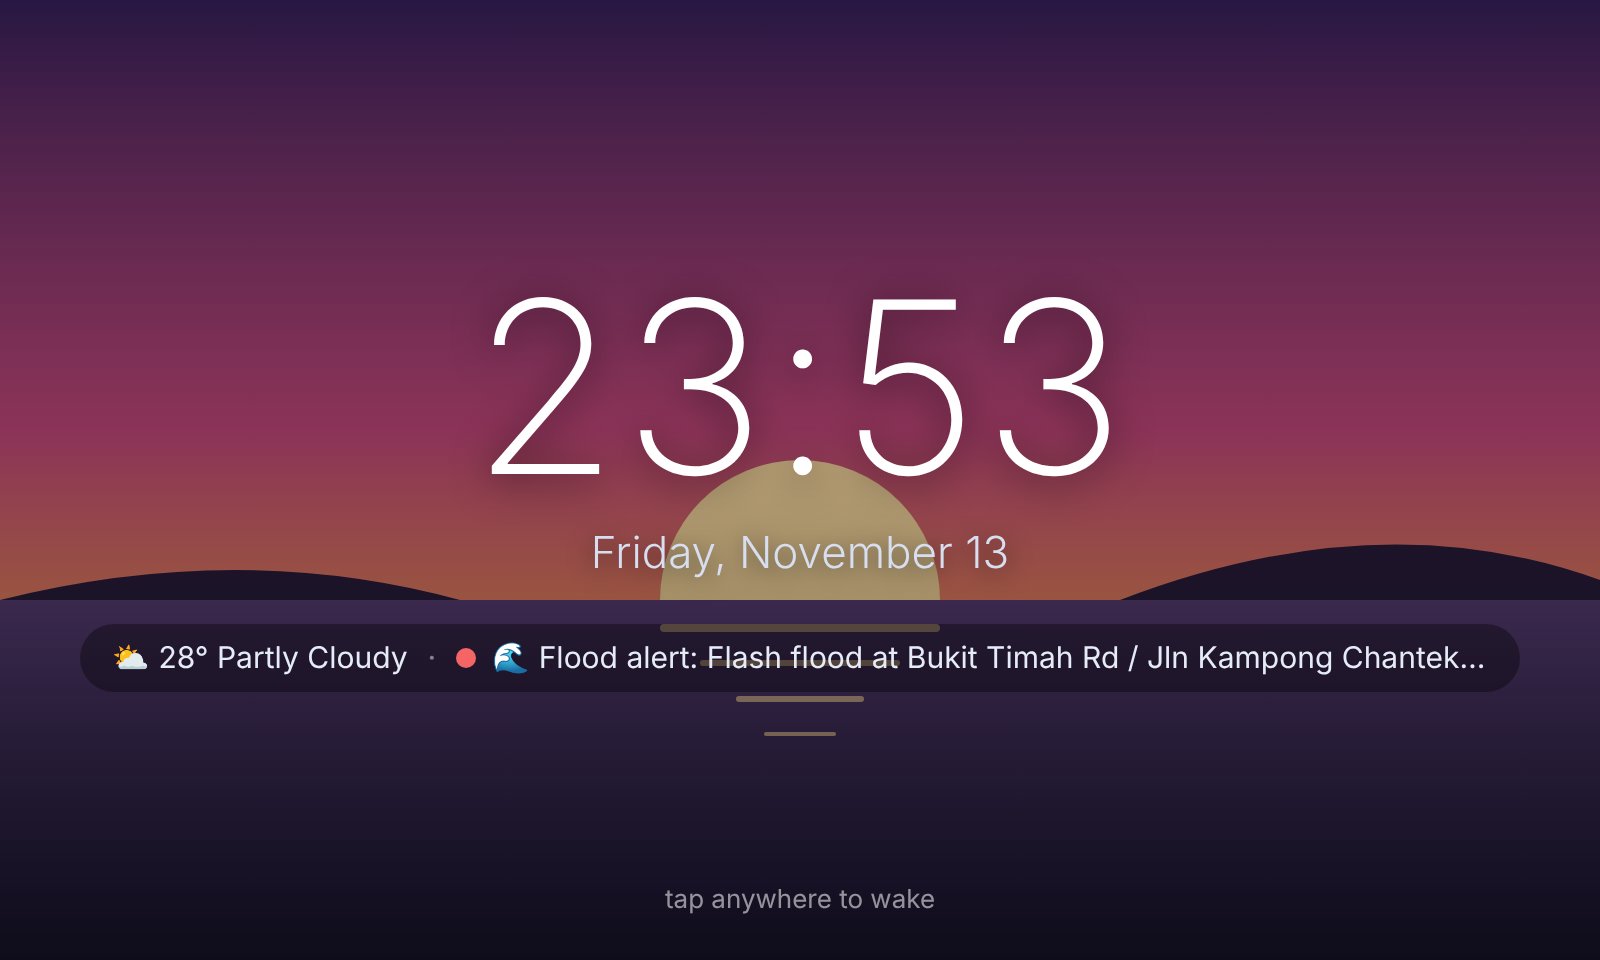 23:53
Friday, November 13
28° Partly Cloudy · Flood alert: Flash flood at Bukit Timah Rd / Jln Kampong Chantek...
tap anywhere to wake